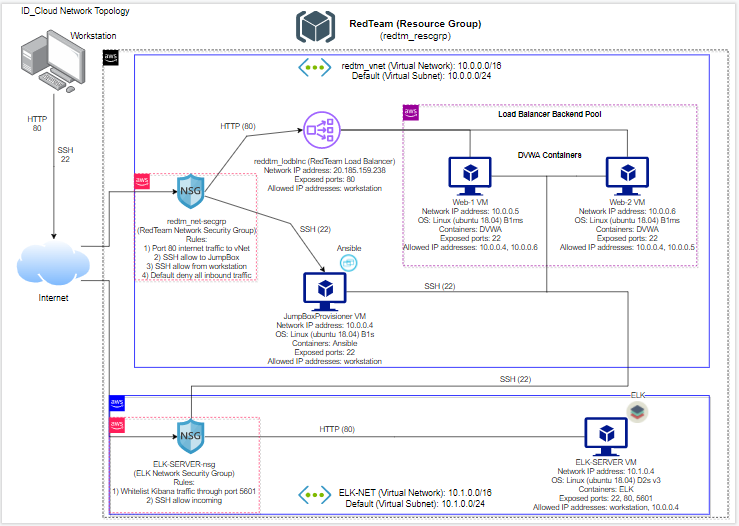 ID_Cloud Network Topology
RedTeam (Resource Group)
(redtm_rescgrp)
Workstation
aws
redtm_vnet (Virtual Network): 10.0.0.0/16
Default (Virtual Subnet): 10.0.0.0/24
HTTP
80
SSH
22
HTTP (80)
aws
Load Balancer Backend Pool
DVWA Containers
reddtm_lodblnc (RedTeam Load Balancer)
Network IP address: 20.185.159.238
Exposed ports: 80
Allowed IP addresses: workstation
aws
NSG
redtm_net-secgrp
(RedTeam Network Security Group)
Rules:
1) Port 80 internet traffic to vNet
2) SSH allow to JumpBox
3) SSH allow from workstation
4) Default deny all inbound traffic
Web-1 VM
Network IP address: 10.0.0.5
OS: Linux (ubuntu 18.04) B1ms
Containers: DVWA
Exposed ports: 22
Allowed IP addresses: 10.0.0.4, 10.0.0.6
Web-2 VM
Network IP address: 10.0.0.6
OS: Linux (ubuntu 18.04) B1ms
Containers: DVWA
Exposed ports: 22
Allowed IP addresses: 10.0.0.4, 10.0.0.5
SSH (22)
Ansible
Internet
SSH (22)
JumpBoxProvisioner VM
Network IP address: 10.0.0.4
OS: Linux (ubuntu 18.04) B1s
Containers: Ansible
Exposed ports: 22
Allowed IP addresses: workstation
SSH (22)
aws
aws
NSG
HTTP (80)
ELK
ELK-SERVER-nsg
(ELK Network Security Group)
Rules:
1) Whitelist Kibana traffic through port 5601
2) SSH allow incoming
ELK-SERVER VM
Network IP address: 10.1.0.4
OS: Linux (ubuntu 18.04) D2s v3
Containers: ELK
Exposed ports: 22, 80, 5601
Allowed IP addresses: workstation, 10.0.0.4
ELK-NET (Virtual Network): 10.1.0.0/16
Default (Virtual Subnet): 10.1.0.0/24